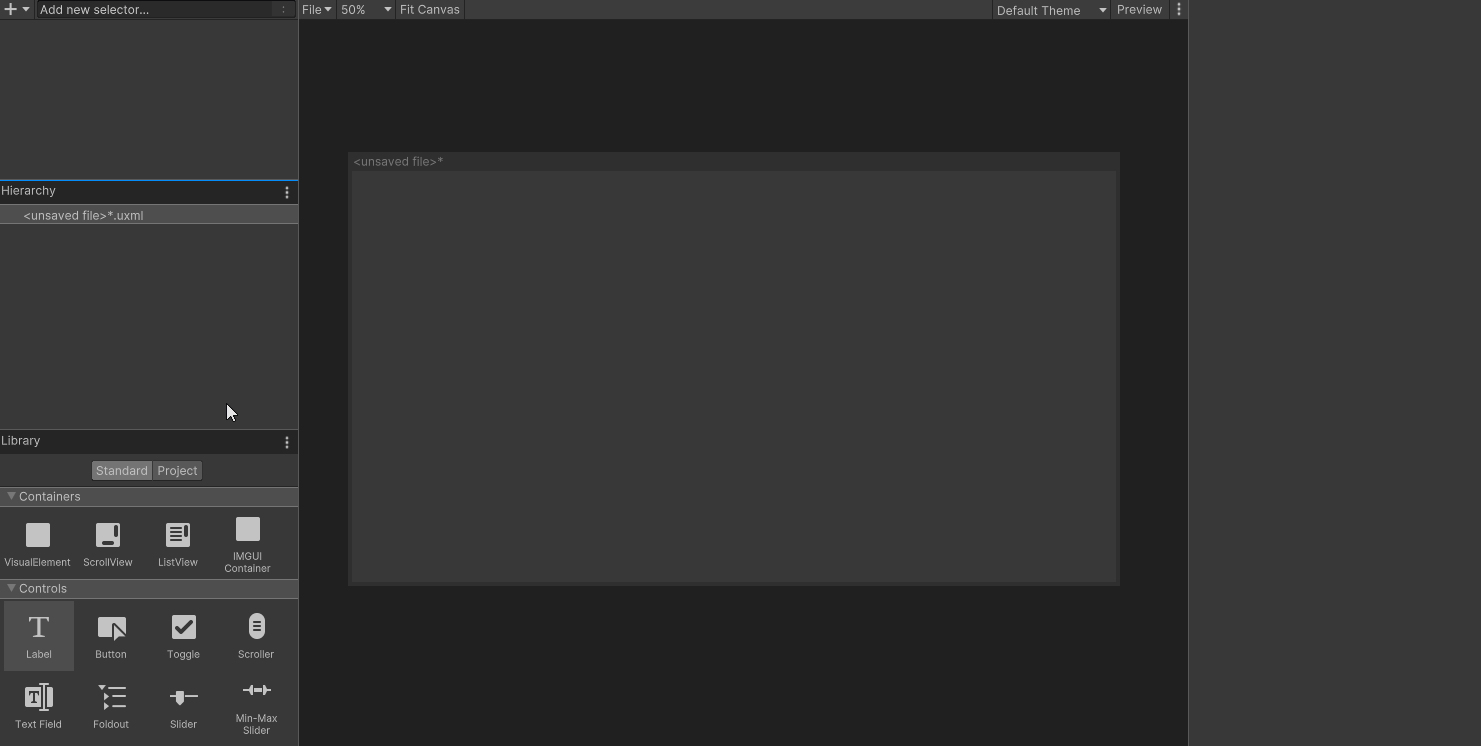 Add new selector...
File
50%
Fit Canvas
Default Theme
Preview
<unsaved file>*
Hierarchy
<unsaved file>*.uxml
Library
Standard
Project
Containers
VisualElement
ScrollView
ListView
IMGUI
Container
Controls
Label
Button
Toggle
Scroller
Text Field
Foldout
Slider
Min-Max
Slider